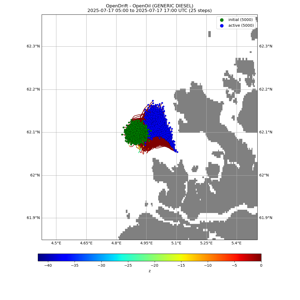 OpenDrift - OpenOil (GENERIC DIESEL)
2025-07-17 05:00 to 2025-07-17 17:00 UTC (25 steps)
initial (5000)
active (5000)
62.3°N 62.3°N
62.2°N 62.2°N
62.1°N 62.1°N
62°N 62°N
61.9°N 61.9°N
4.5°E 4.65°E 4.8°E 4.95°E 5.1°E 5.25°E 5.4°E
−40 −35 −30 −25 −20 −15 −10 −5 0